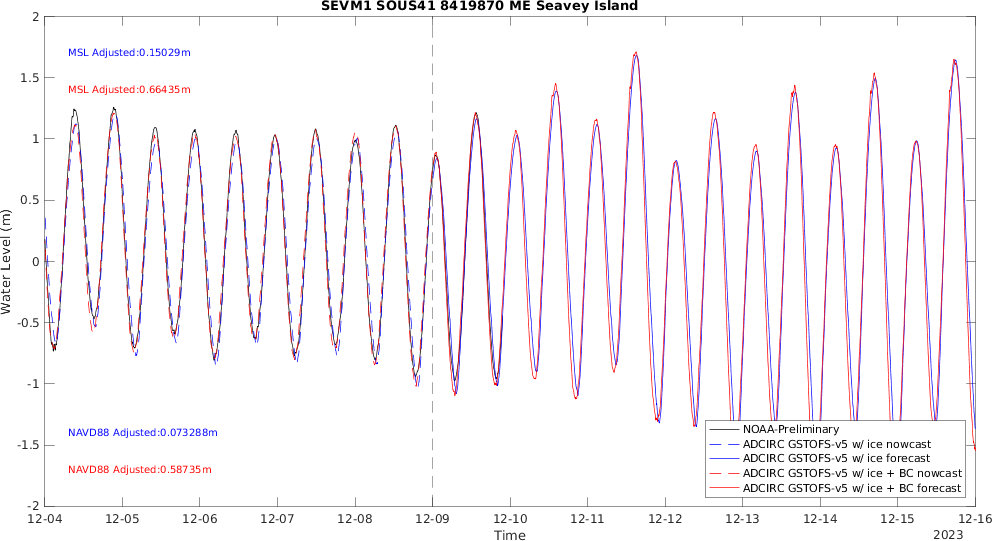 SEVM1 SOUS41 8419870 ME Seavey Island
2
1.5
1
0.5
0
-0.5
-1
-1.5
-2
Water Level (m)
MSL Adjusted:0.15029m
MSL Adjusted:0.66435m
NAVD88 Adjusted:0.073288m
NAVD88 Adjusted:0.58735m
NOAA-Preliminary
ADCIRC GSTOFS-v5 w/ ice nowcast
ADCIRC GSTOFS-v5 w/ ice forecast
ADCIRC GSTOFS-v5 w/ ice + BC nowcast
ADCIRC GSTOFS-v5 w/ ice + BC forecast
12-04 12-05 12-06 12-07 12-08 12-09 12-10 12-11 12-12 12-13 12-14 12-15 12-16
Time
2023